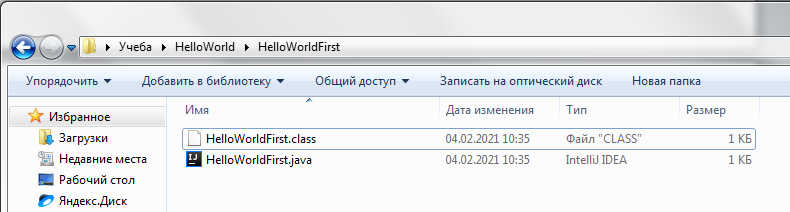 Учеба HelloWorld HelloWorldFirst
Упорядочить Добавить в библиотеку Общий доступ Записать на оптический диск Новая папка
Избранное
Загрузки
Недавние места
Рабочий стол
Яндекс.Диск
Имя Дата изменения Тип Размер
HelloWorldFirst.class 04.02.2021 10:35 Файл "CLASS" 1 КБ
HelloWorldFirst.java 04.02.2021 10:35 IntelliJ IDEA 1 КБ